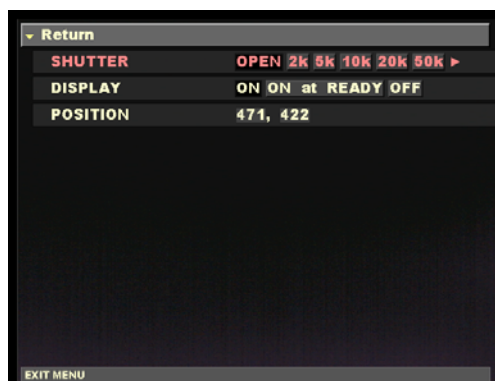 Return
SHUTTER OPEN 2k 5k 10k 20k 50k
DISPLAY ON ON at READY OFF
POSITION 471, 422
EXIT MENU